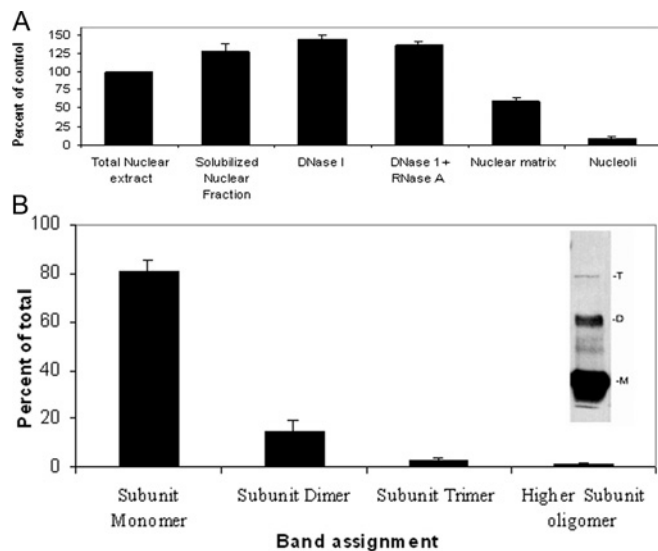 A
Percent of control
150
125
100
75
50
25
0
Total Nuclear
extract
Solubilized
Nuclear
Fraction
DNase I
DNase 1+
RNase A
Nuclear matrix
Nucleoli
B
Percent of total
100
80
60
40
20
0
-T
-D
-M
Subunit
Monomer
Subunit Dimer
Subunit Trimer
Higher Subunit
oligomer
Band assignment